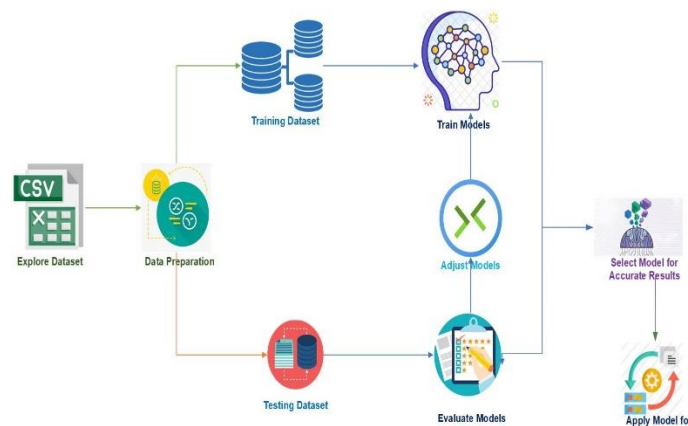 Training Dataset
Train Models
CSV
X
Explore Dataset
Data Preparation
Adjust Models
Select Model for
Accurate Results
Testing Dataset
Evaluate Models
Apply Model for